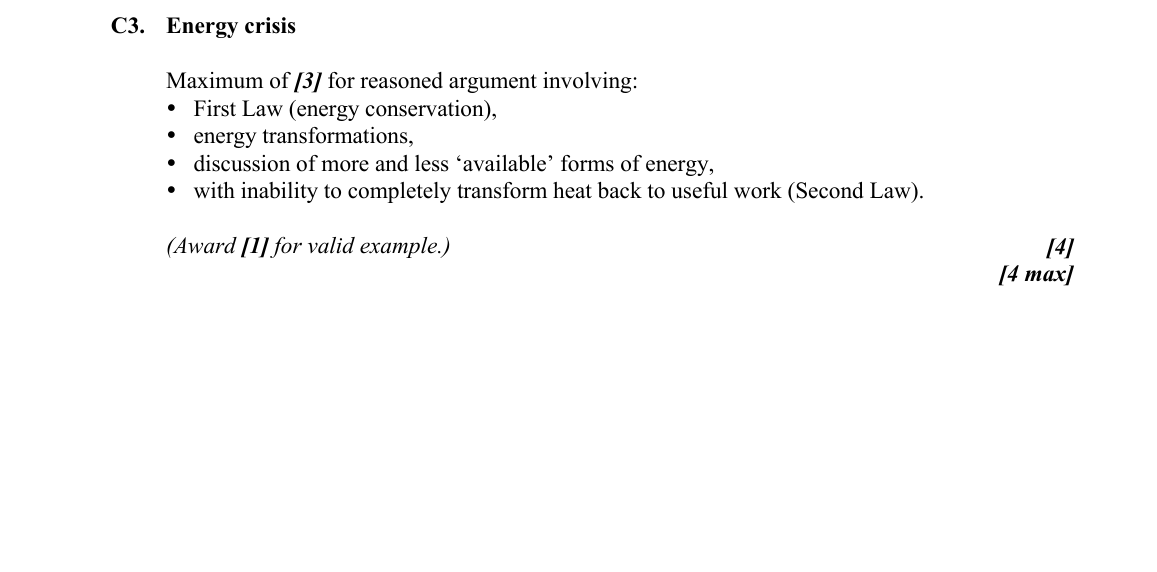 C3. Energy crisis
Maximum of [3] for reasoned argument involving:
• First Law (energy conservation),
• energy transformations,
• discussion of more and less ‘available’ forms of energy,
• with inability to completely transform heat back to useful work (Second Law).
(Award [1] for valid example.) [4]
[4 max]